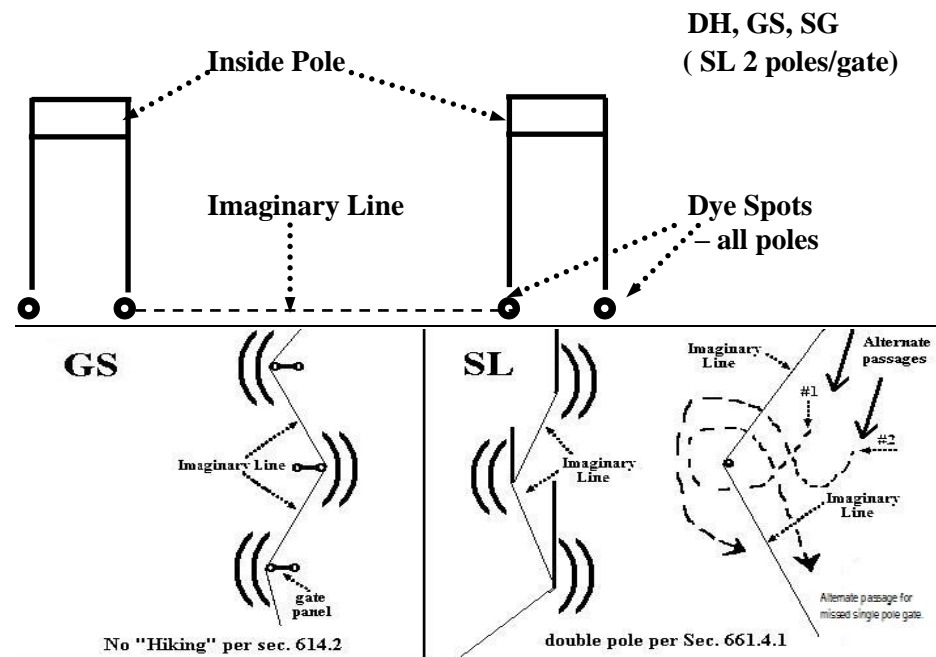 DH, GS, SG
( SL 2 poles/gate)
Inside Pole
Imaginary Line
Dye Spots
– all poles
GS
Imaginary Line
gate
panel
No "Hiking" per sec. 614.2
SL
Imaginary
Line
double pole per Sec. 661.4.1
Imaginary
Line
Alternate
passages
#1
#2
Imaginary
Line
Alternate passage for
missed single pole gate.